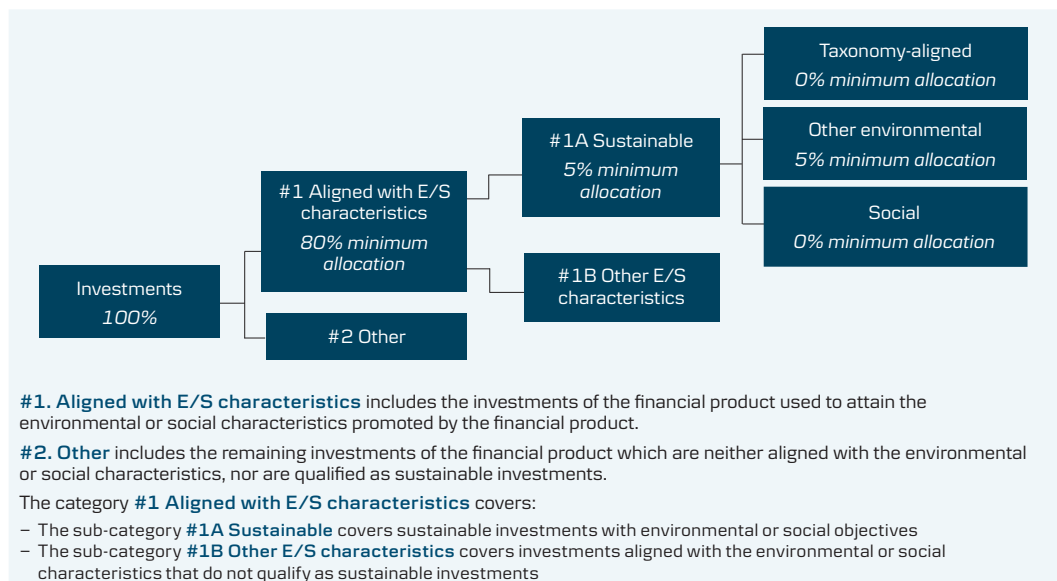 Taxonomy-aligned
0% minimum allocation
Other environmental
5% minimum allocation
Social
0% minimum allocation
#1A Sustainable
5% minimum
allocation
#1B Other E/S
characteristics
#1 Aligned with E/S
characteristics
80% minimum
allocation
#2 Other
Investments
100%
#1. Aligned with E/S characteristics includes the investments of the financial product used to attain the
environmental or social characteristics promoted by the financial product.
#2. Other includes the remaining investments of the financial product which are neither aligned with the environmental
or social characteristics, nor are qualified as sustainable investments.
The category #1 Aligned with E/S characteristics covers:
– The sub-category #1A Sustainable covers sustainable investments with environmental or social objectives
– The sub-category #1B Other E/S characteristics covers investments aligned with the environmental or social
characteristics that do not qualify as sustainable investments